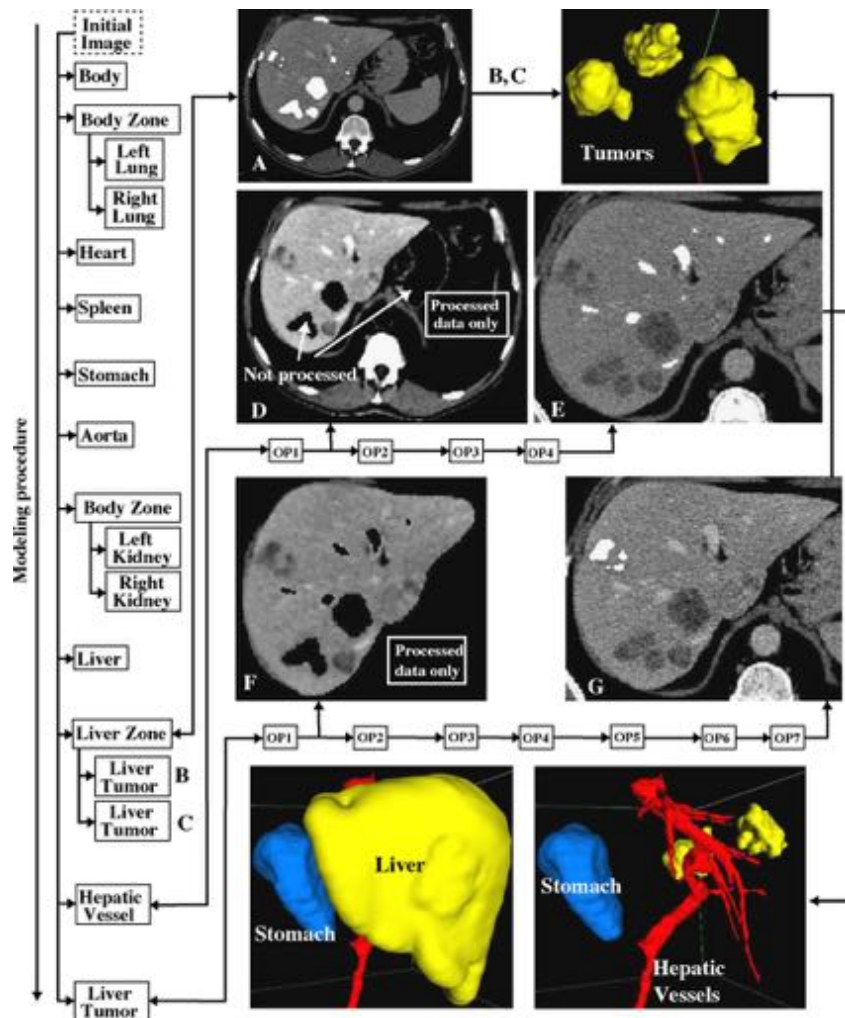 Modeling procedure
Initial
Image
Body
Body Zone
Left
Lung
Right
Lung
Heart
Spleen
Stomach
Aorta
Body
Zone
Left
Kidney
Right
Kidney
Liver
Liver Zone
Liver
Tumor
B
Liver
Tumor
C
Hepatic
Vessel
Liver
Tumor
A
B, C
Tumors
Processed
data only
Not processed
D
E
OP1
OP2
OP3
OP4
F
Processed
data only
G
OP1
OP2
OP3
OP4
OP5
OP6
OP7
Liver
Stomach
Stomach
Hepatic
Vessels